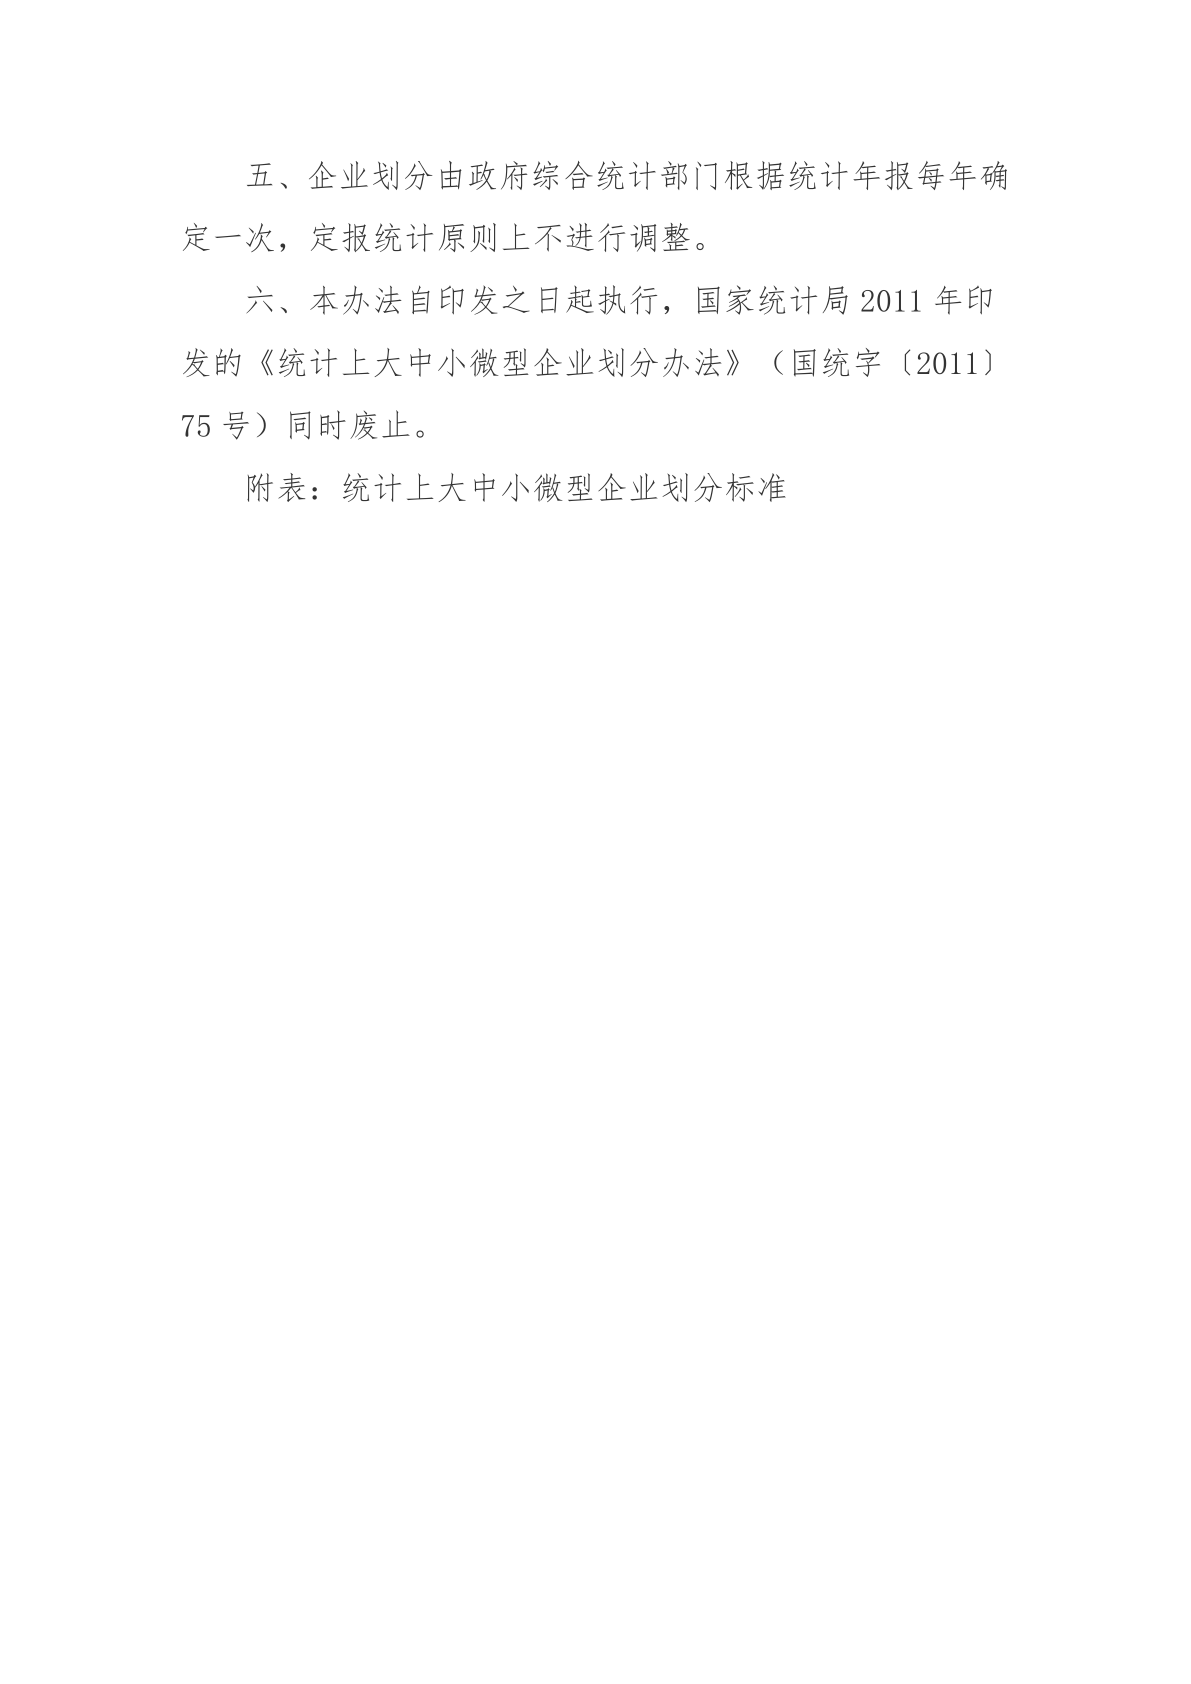 五、企业划分由政府综合统计部门根据统计年报每年确
定一次，定报统计原则上不进行调整。
六、本办法自印发之日起执行，国家统计局 2011 年印
发的《统计上大中小微型企业划分办法》（国统字〔2011〕
75 号）同时废止。
附表：统计上大中小微型企业划分标准